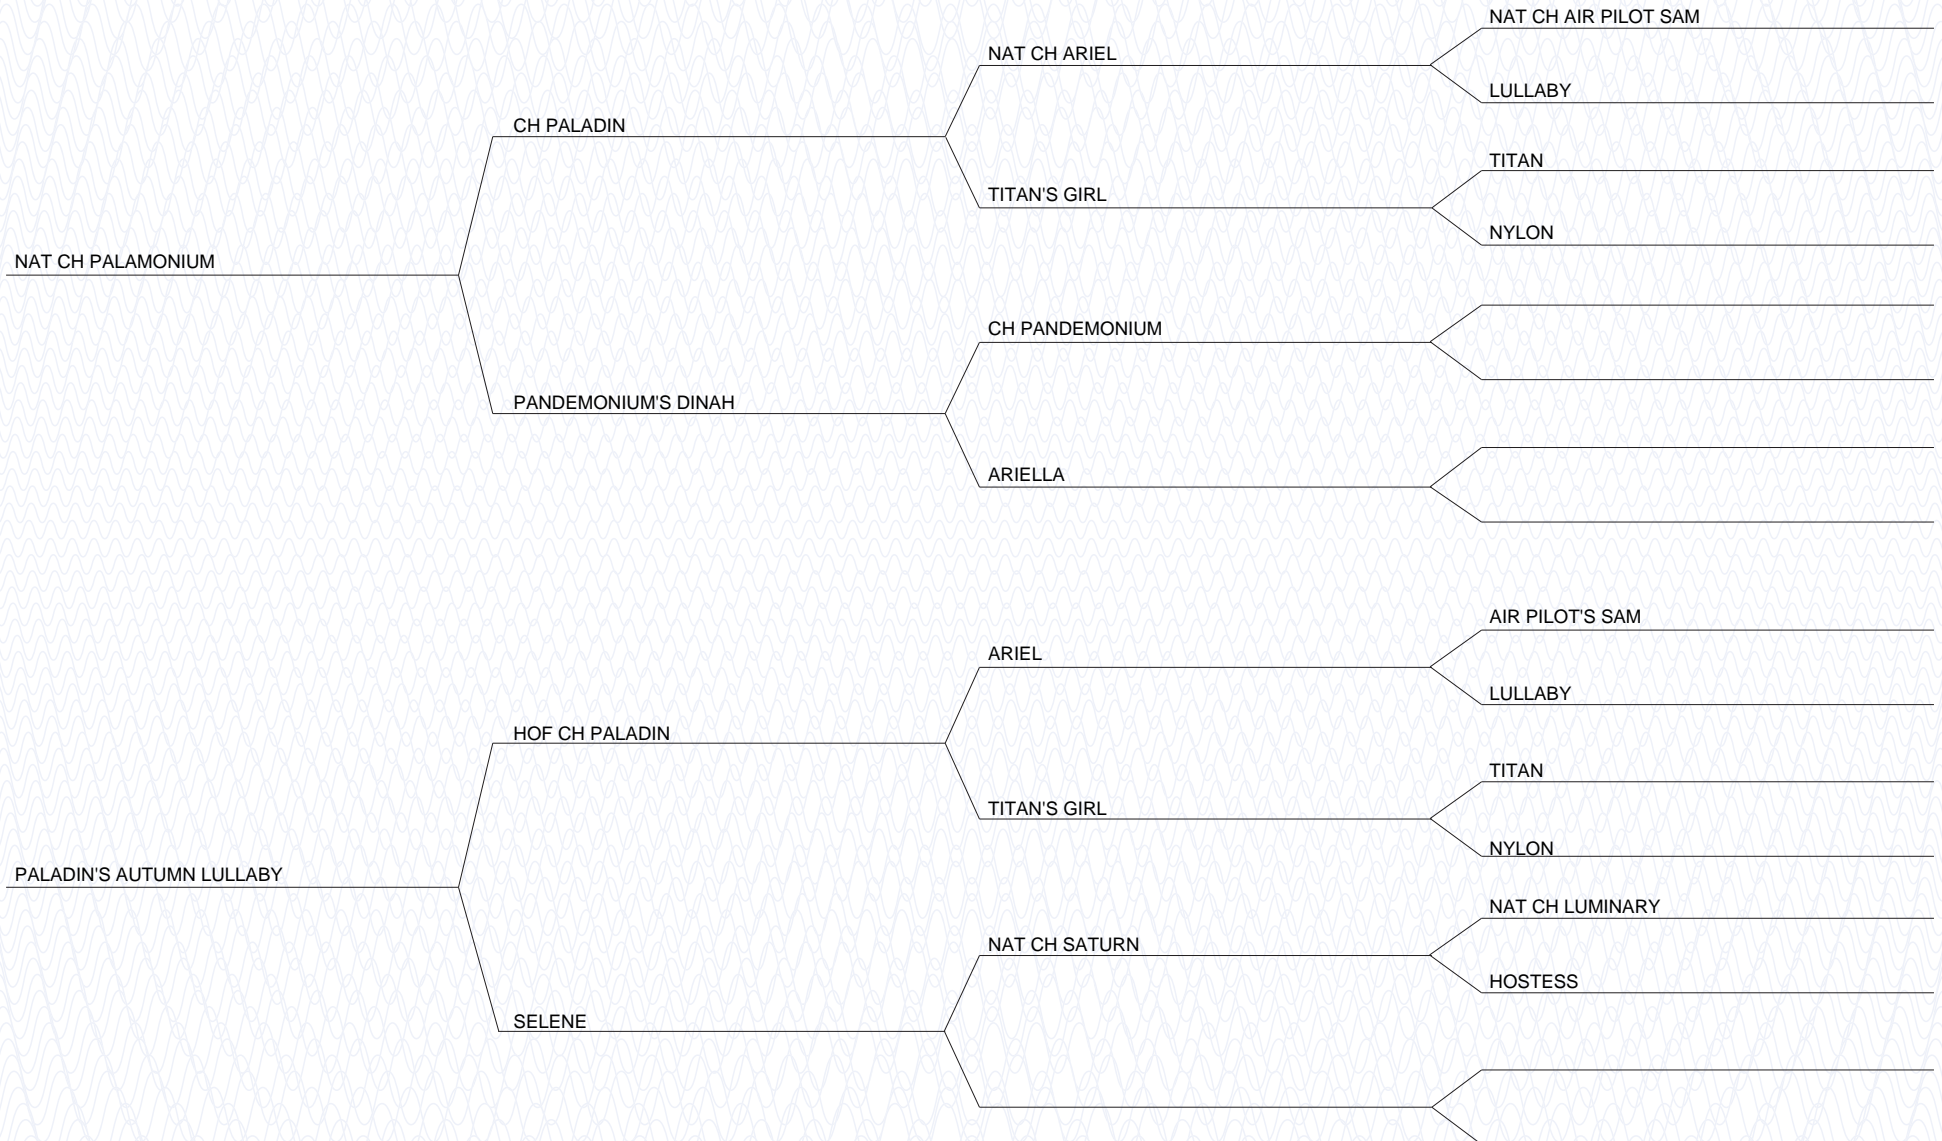 NAT CH AIR PILOT SAM
NAT CH ARIEL
LULLABY
CH PALADIN
TITAN
TITAN'S GIRL
NYLON
NAT CH PALAMONIUM
CH PANDEMONIUM
PANDEMONIUM'S DINAH
ARIELLA
AIR PILOT'S SAM
ARIEL
LULLABY
HOF CH PALADIN
TITAN
TITAN'S GIRL
NYLON
PALADIN'S AUTUMN LULLABY
NAT CH LUMINARY
NAT CH SATURN
HOSTESS
SELENE